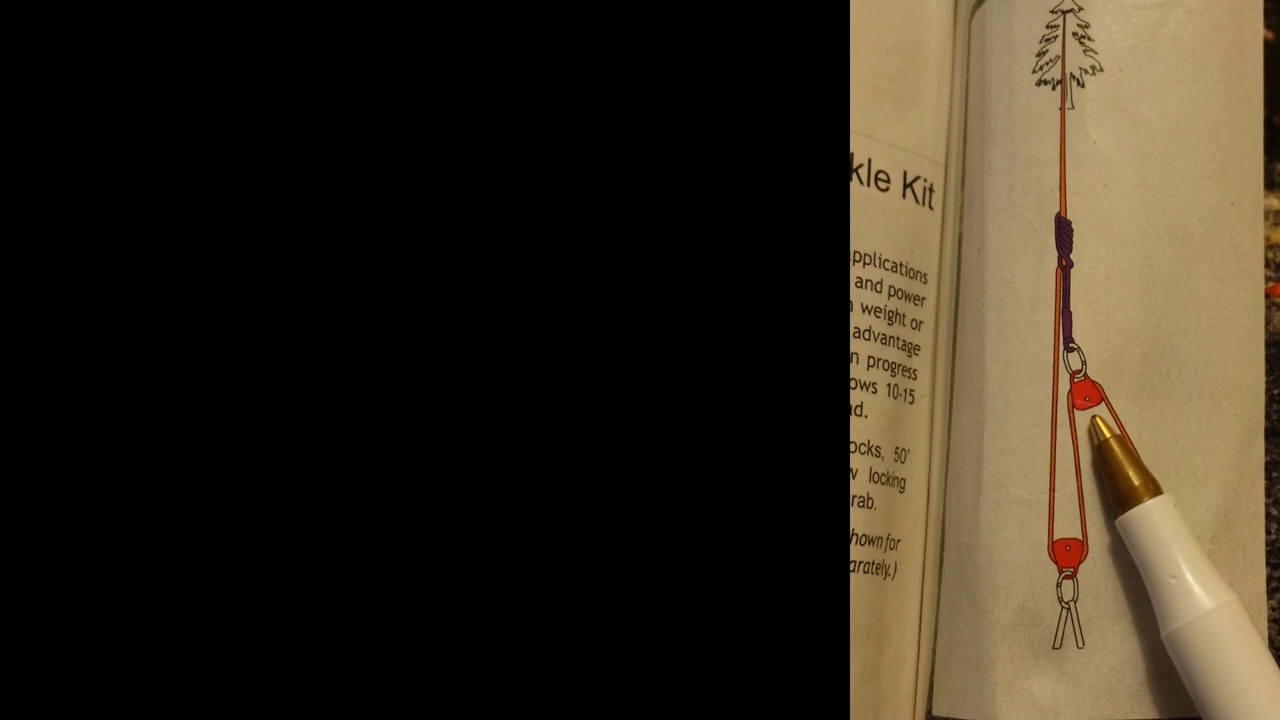 kle Kit
pplications
and power
weight or
advantage
n progress
ows 10-15
ad.
ocks, 50'
w locking
rab.
hown for
arately.)